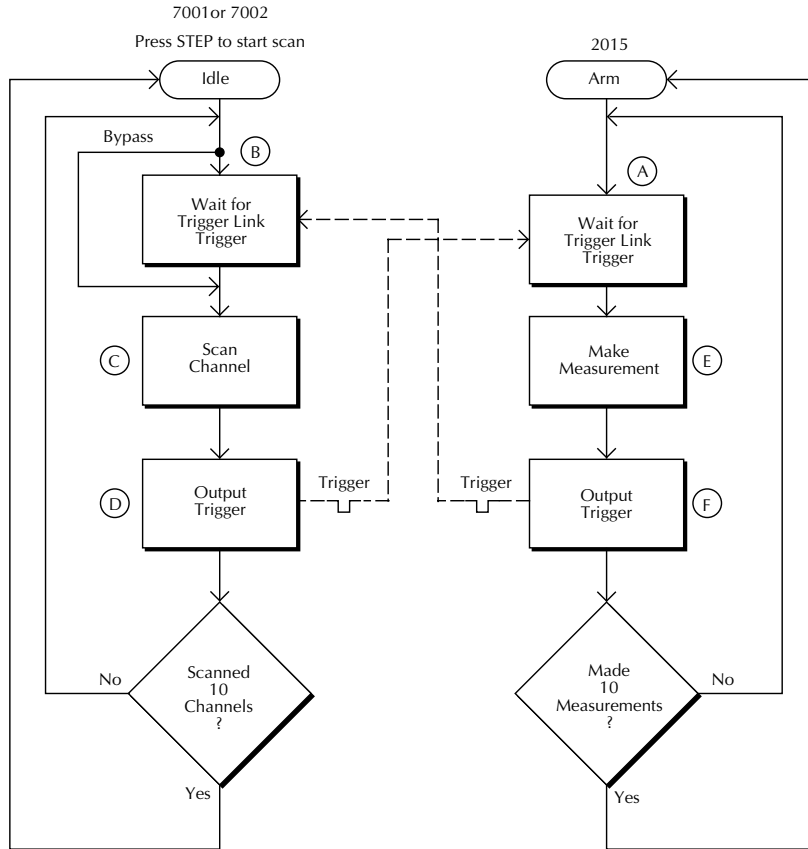 7001or 7002
Press STEP to start scan
Idle
Bypass
B
Wait for
Trigger Link
Trigger
C
Scan
Channel
D
Output
Trigger
Trigger
Scanned
10
Channels
?
No
Yes
2015
Arm
A
Wait for
Trigger Link
Trigger
Make
Measurement
E
Trigger
Output
Trigger
F
Made
10
Measurements
?
No
Yes